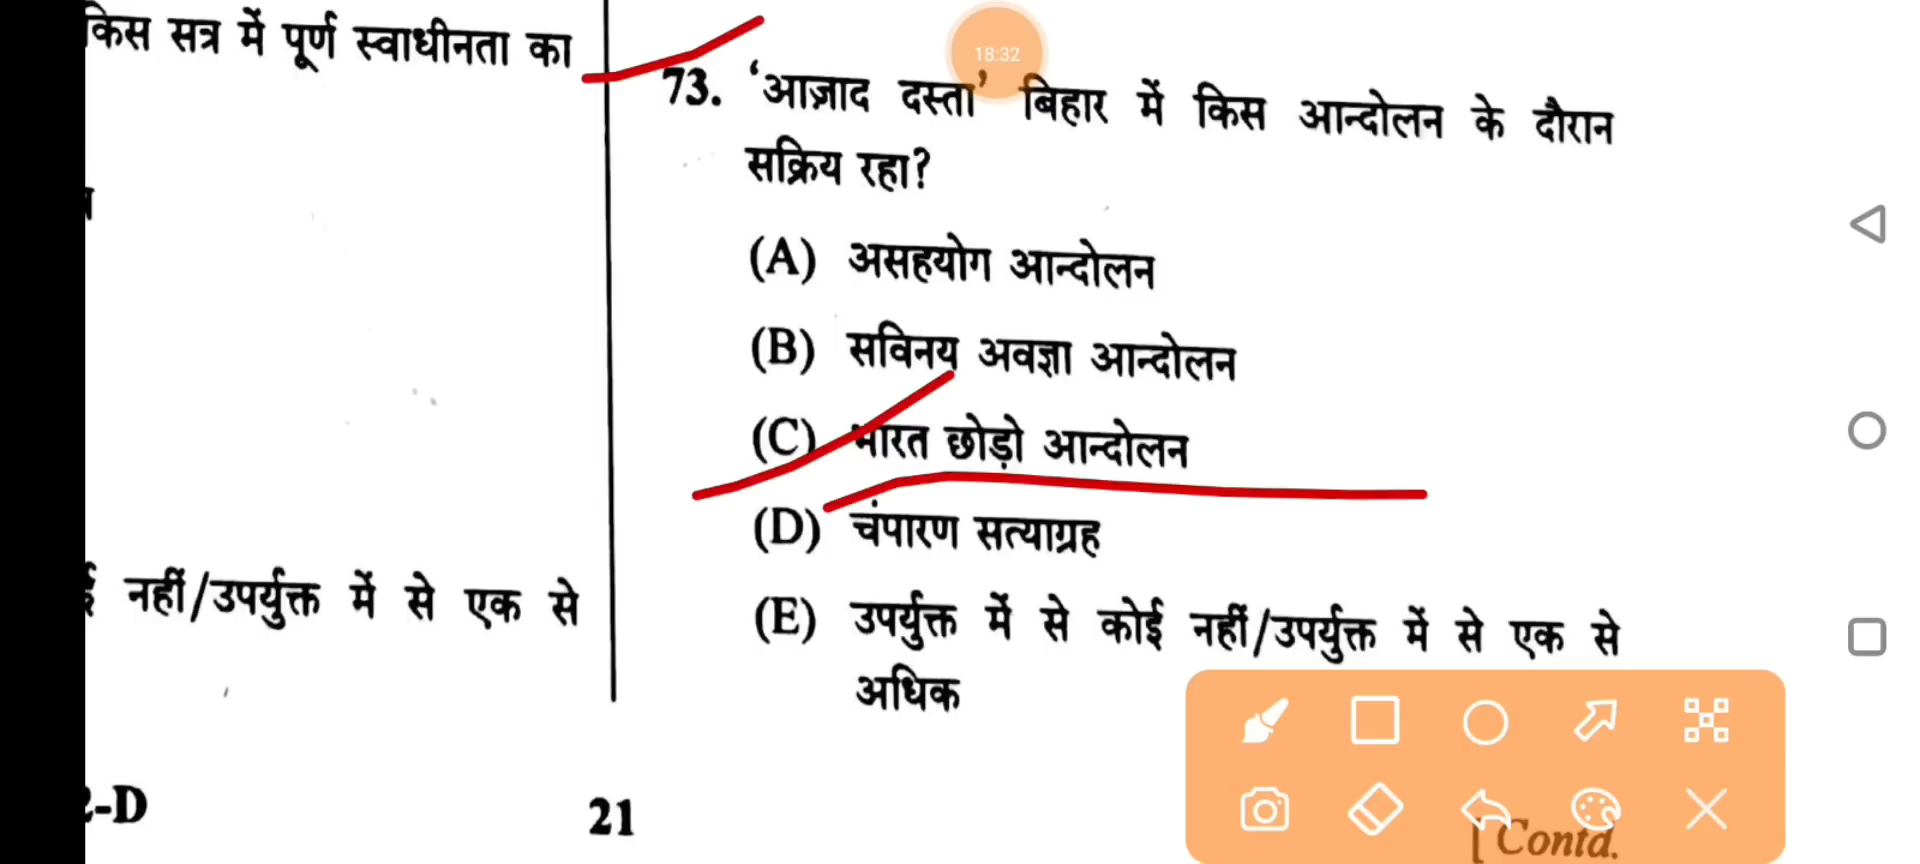 किस सत्र में पूर्ण स्वाधीनता का
नहीं/उपर्युक्त में से एक से
-D
18:32
73. ‘आज़ाद दस्ता’ बिहार में किस आन्दोलन के दौरान
सक्रिय रहा?
(A) असहयोग आन्दोलन
(B) सविनय अवज्ञा आन्दोलन
(C) भारत छोड़ो आन्दोलन
(D) चंपारण सत्याग्रह
(E) उपर्युक्त में से कोई नहीं/उपर्युक्त में से एक से
अधिक
21
[ Contd.